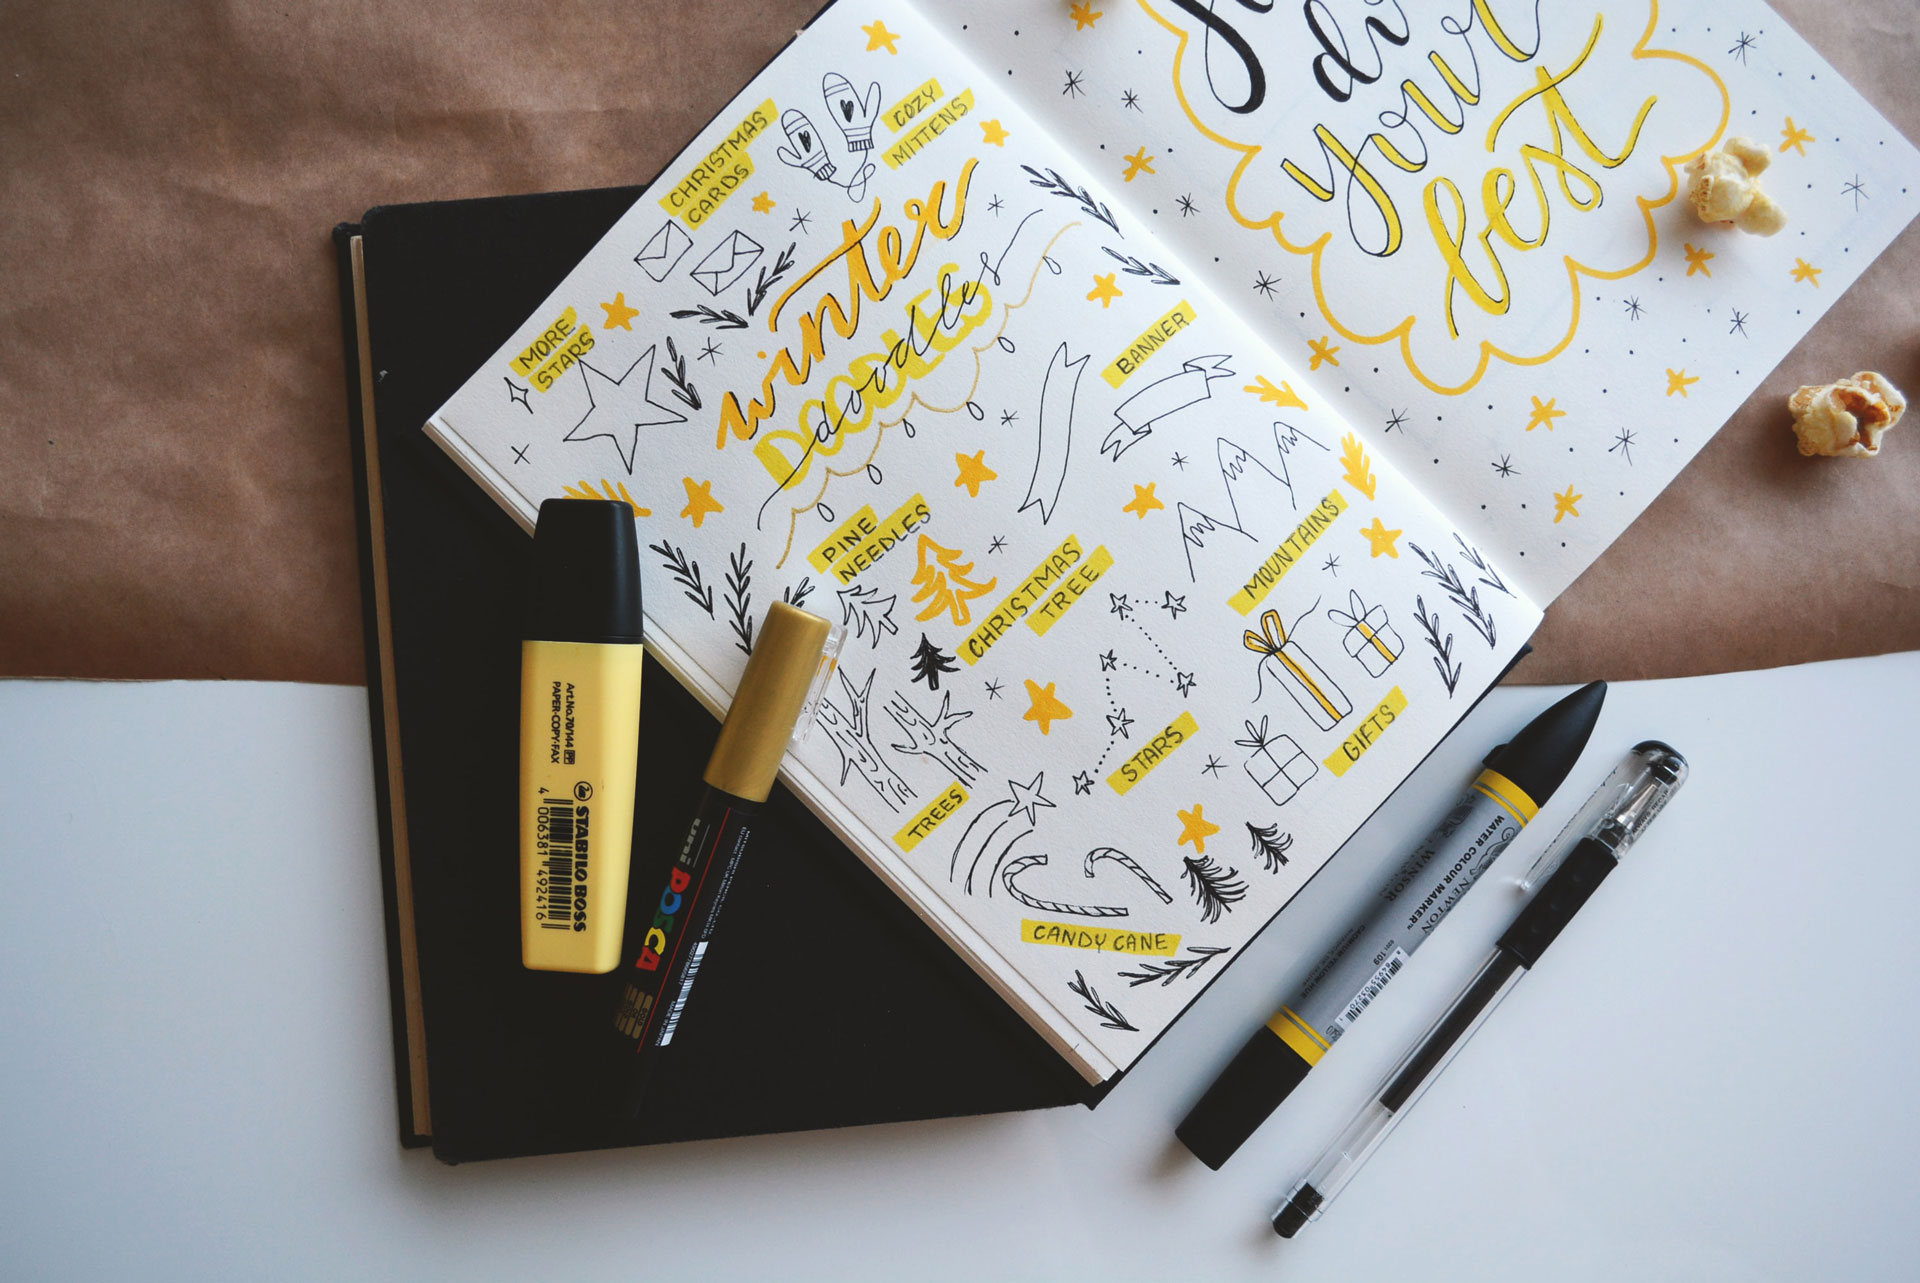 do
your
best
CHRISTMAS
CARDS
COZY
MITTENS
winter
DOODLES
doodles
MORE
STARS
BANNER
PINE
NEEDLES
CHRISTMAS
TREE
MOUNTAINS
STARS
GIFTS
TREES
CANDY CANE
Art.No.70/144
PAPER-COPY-FAX
STABILO BOSS
4 006381 492416
uni
POSCA
WINSOR
NEWTON
WATER COLOUR MARKER